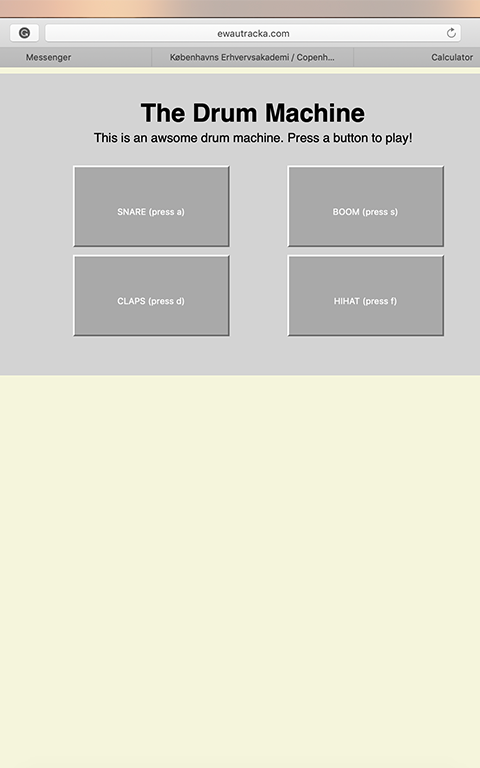 ewautracka.com
Messenger
Københavns Erhvervsakademi / Copenh...
Calculator
The Drum Machine
This is an awsome drum machine. Press a button to play!
SNARE (press a)
BOOM (press s)
CLAPS (press d)
HIHAT (press f)